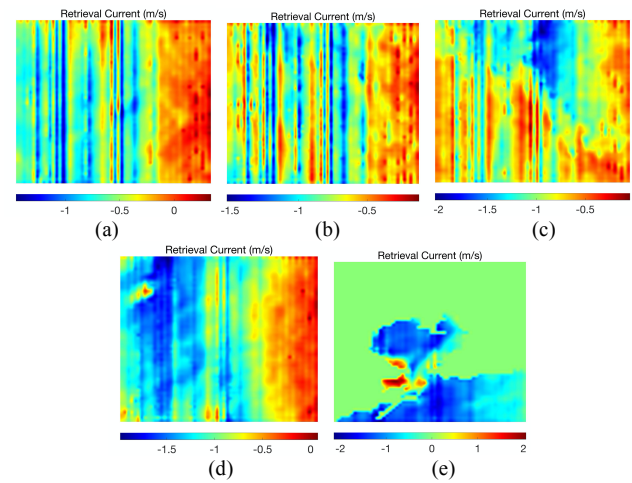 Retrieval Current (m/s)
-1 -0.5 0
(a)
Retrieval Current (m/s)
-1.5 -1 -0.5
(b)
Retrieval Current (m/s)
-2 -1.5 -1 -0.5
(c)
Retrieval Current (m/s)
-1.5 -1 -0.5 0
(d)
Retrieval Current (m/s)
-2 -1 0 1 2
(e)